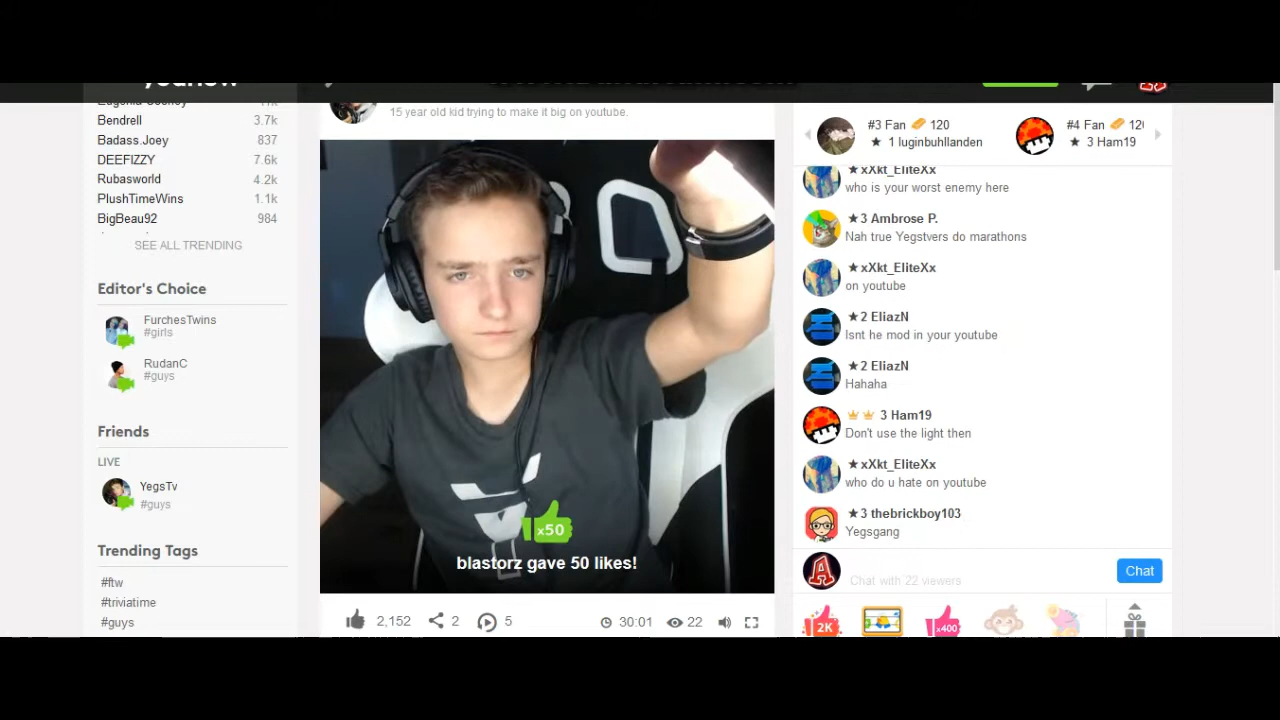 younow
Eugenia Cooney 11k
Bendrell 3.7k
Badass.Joey 837
DEEFIZZY 7.6k
Rubasworld 4.2k
PlushTimeWins 1.1k
BigBeau92 984
SEE ALL TRENDING
Editor's Choice
FurchesTwins
#girls
RudanC
#guys
Friends
LIVE
YegsTv
#guys
Trending Tags
#ftw
#triviatime
#guys
15 year old kid trying to make it big on youtube.
x50
blastorz gave 50 likes!
2,152 2 5 30:01 22
#3 Fan 120
★ 1 luginbuhllanden
#4 Fan 12
★ 3 Ham19
★ xXkt_EliteXx
who is your worst enemy here
★3 Ambrose P.
Nah true Yegstvers do marathons
★ xXkt_EliteXx
on youtube
★2 EliazN
Isnt he mod in your youtube
★2 EliazN
Hahaha
3 Ham19
Don't use the light then
★ xXkt_EliteXx
who do u hate on youtube
★3 thebrickboy103
Yegsgang
A
Chat with 22 viewers
Chat
2K
x400